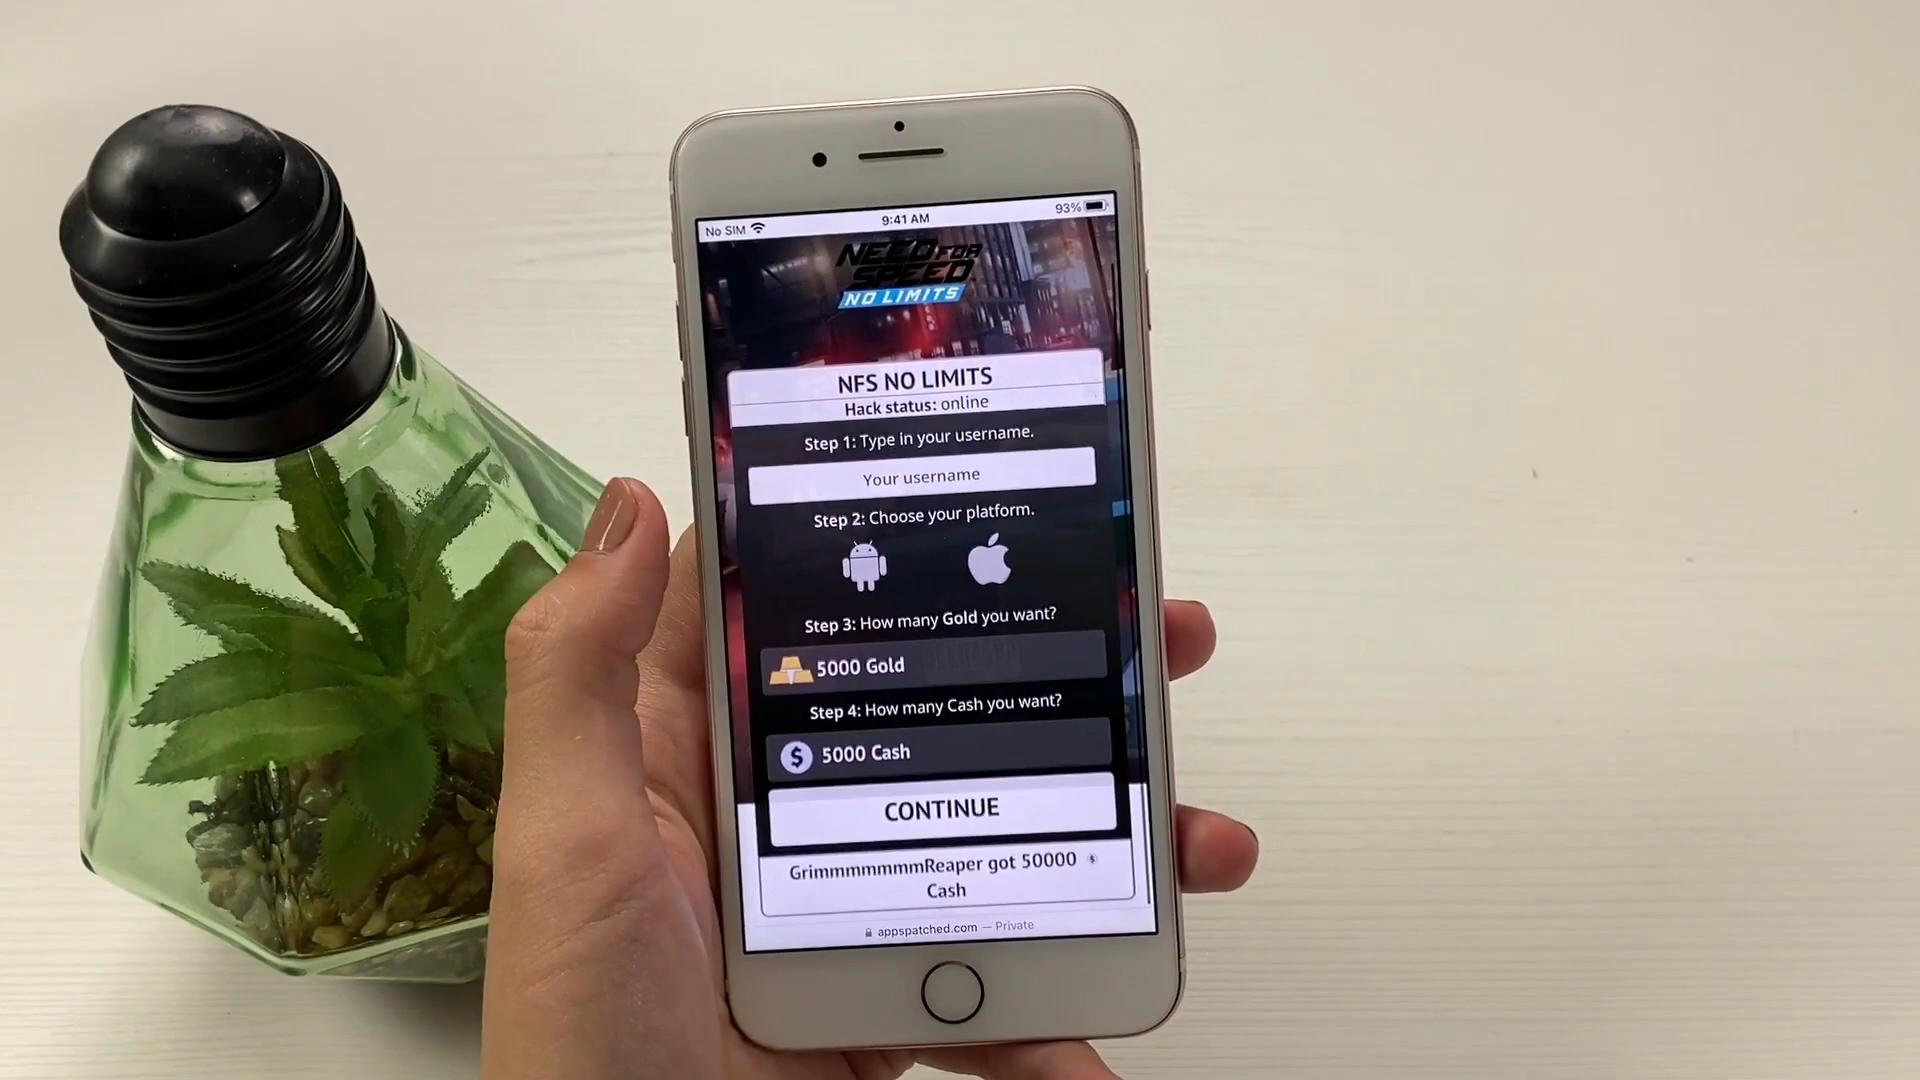 No SIM
9:41 AM
93%
NEED FOR
SPEED
NO LIMITS
NFS NO LIMITS
Hack status: online
Step 1: Type in your username.
Your username
Step 2: Choose your platform.
Step 3: How many Gold you want?
5000 Gold
Step 4: How many Cash you want?
$ 5000 Cash
CONTINUE
GrimmmmmmmReaper got 50000
Cash
appspatched.com — Private